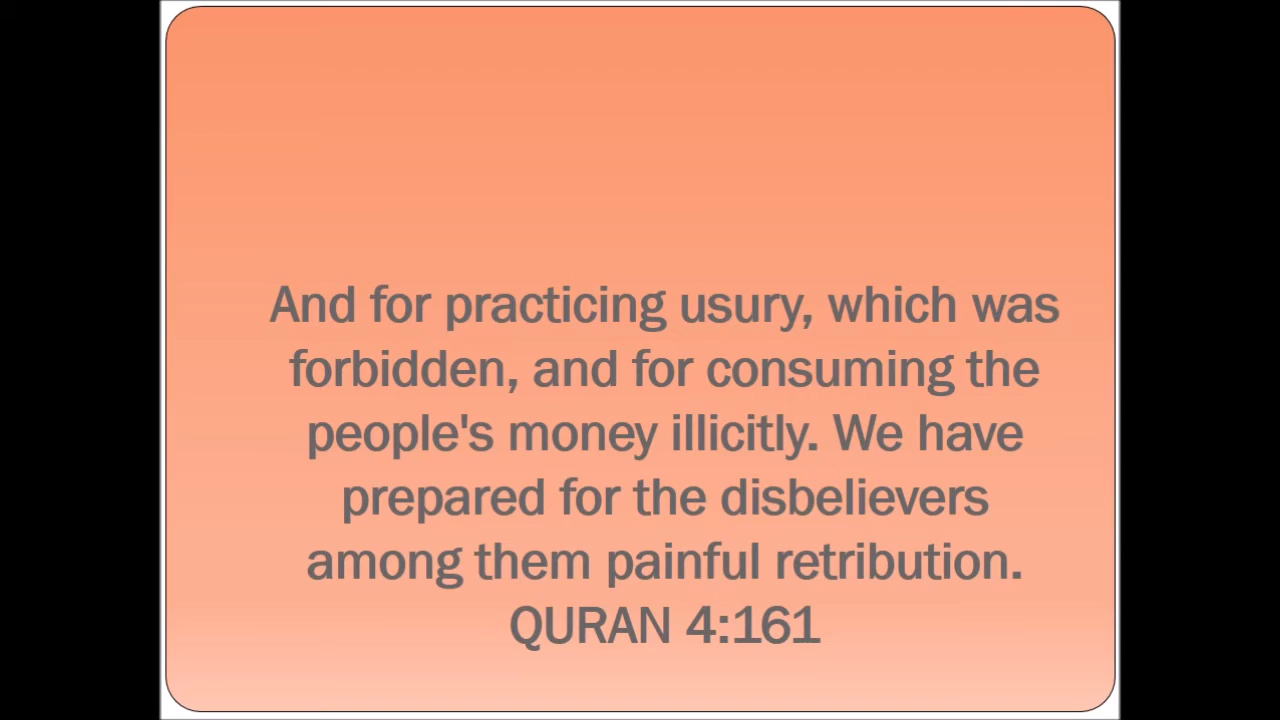 And for practicing usury, which was
forbidden, and for consuming the
people's money illicitly. We have
prepared for the disbelievers
among them painful retribution.
QURAN 4:161